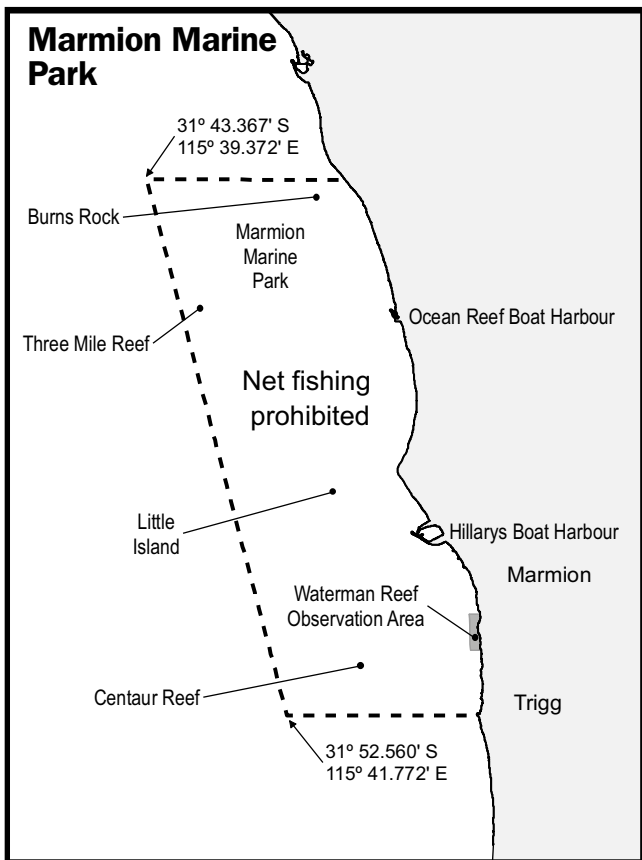 Marmion Marine
Park
31º 43.367' S
115º 39.372' E
Burns Rock
Marmion
Marine
Park
Three Mile Reef
Ocean Reef Boat Harbour
Net fishing
prohibited
Little
Island
Hillarys Boat Harbour
Marmion
Waterman Reef
Observation Area
Centaur Reef
Trigg
31º 52.560' S
115º 41.772' E